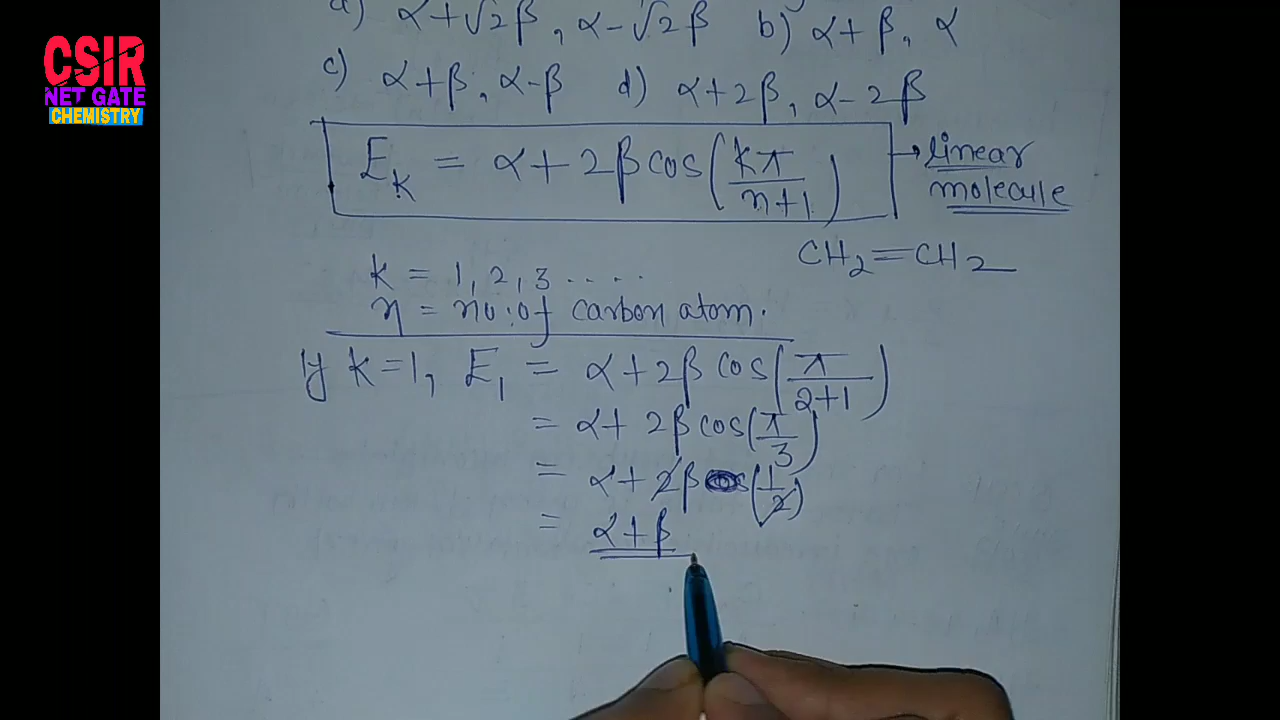 CSIR
NET GATE
CHEMISTRY
a) α+√2β, α-√2β b) α+β, α
c) α+β, α-β d) α+2β, α-2β
E_k = α+2β cos(kπ/n+1) → linear
molecule
CH₂=CH₂
k = 1, 2, 3 .....
n = no: of carbon atom.
If k=1, E₁ = α+2β cos(π/2+1)
= α+ 2β cos(π/3)
= α+ 2β (1/2)
= α+β